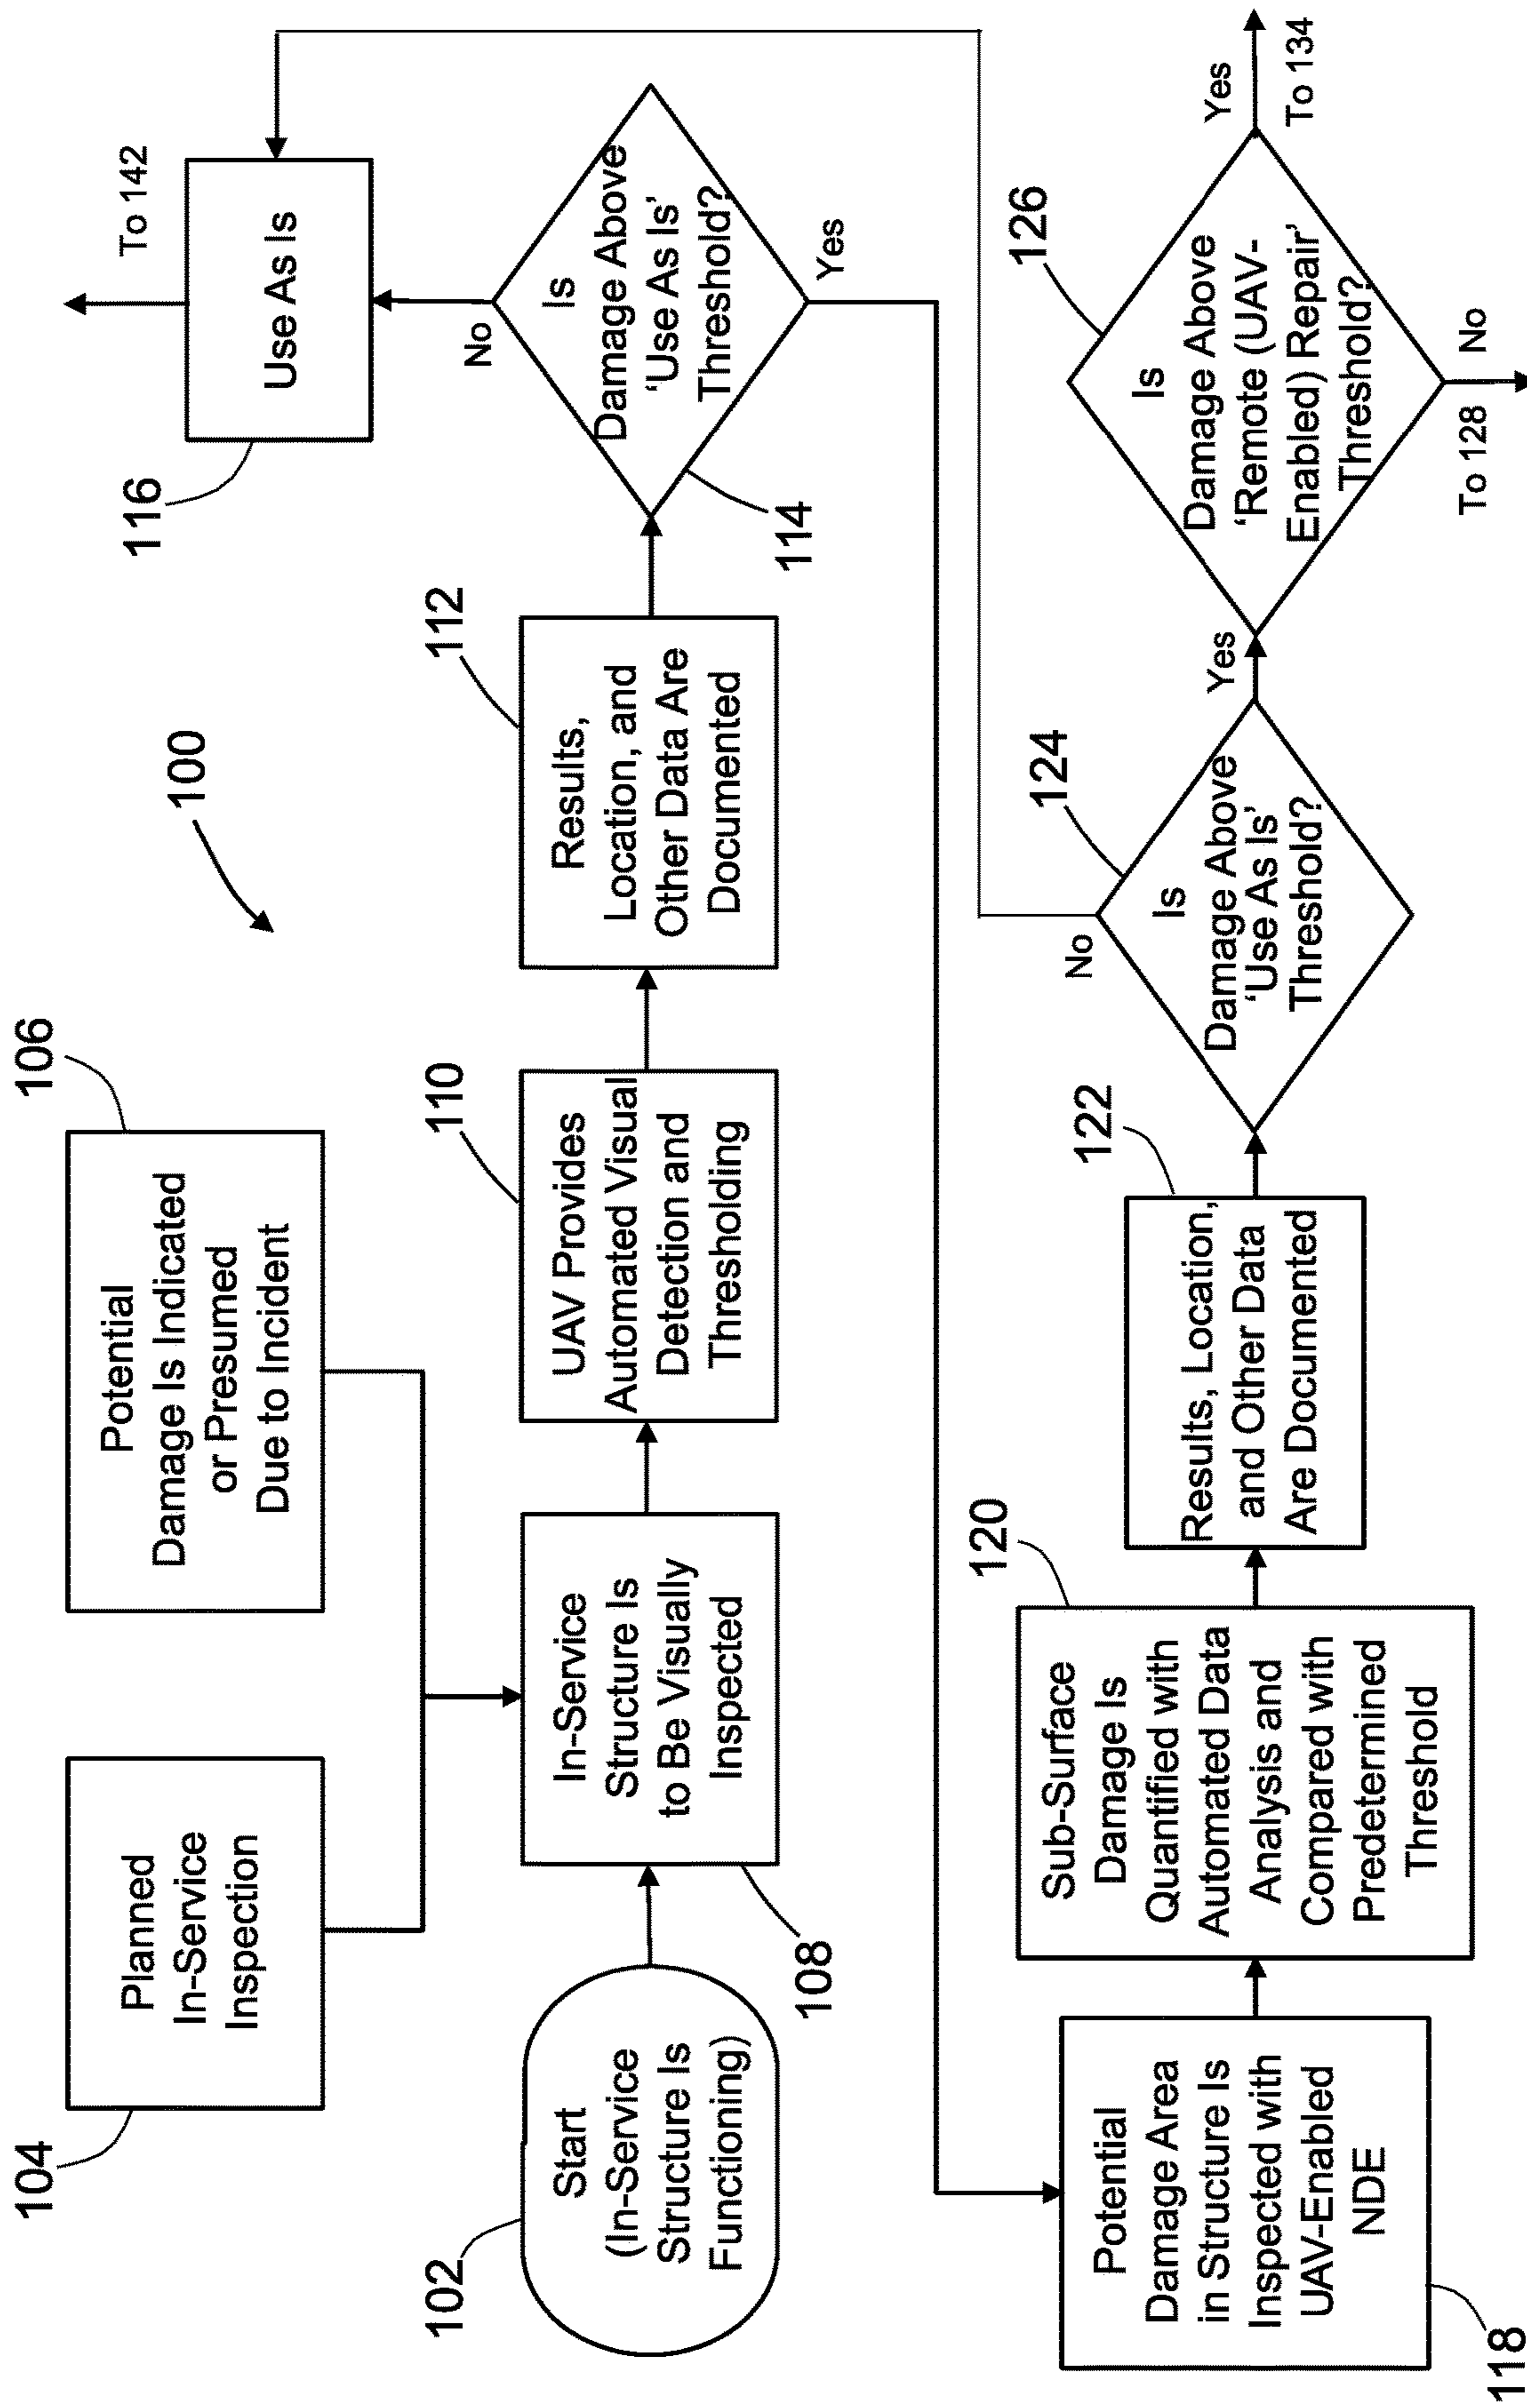 104
Planned
In-Service
Inspection
106
Potential
Damage Is Indicated
or Presumed
Due to Incident
100
102
Start
(In-Service
Structure Is
Functioning)
108
In-Service
Structure Is
to Be Visually
Inspected
110
UAV Provides
Automated Visual
Detection and
Thresholding
112
Results,
Location, and
Other Data Are
Documented
114
Is
Damage Above
‘Use As Is’
Threshold?
No
Yes
116
Use As Is
To 142
118
Potential
Damage Area
in Structure Is
Inspected with
UAV-Enabled
NDE
120
Sub-Surface
Damage Is
Quantified with
Automated Data
Analysis and
Compared with
Predetermined
Threshold
122
Results, Location,
and Other Data
Are Documented
124
Is
Damage Above
‘Use As Is’
Threshold?
No
Yes
126
Is
Damage Above
‘Remote (UAV-
Enabled) Repair’
Threshold?
Yes
To 134
To 128
No